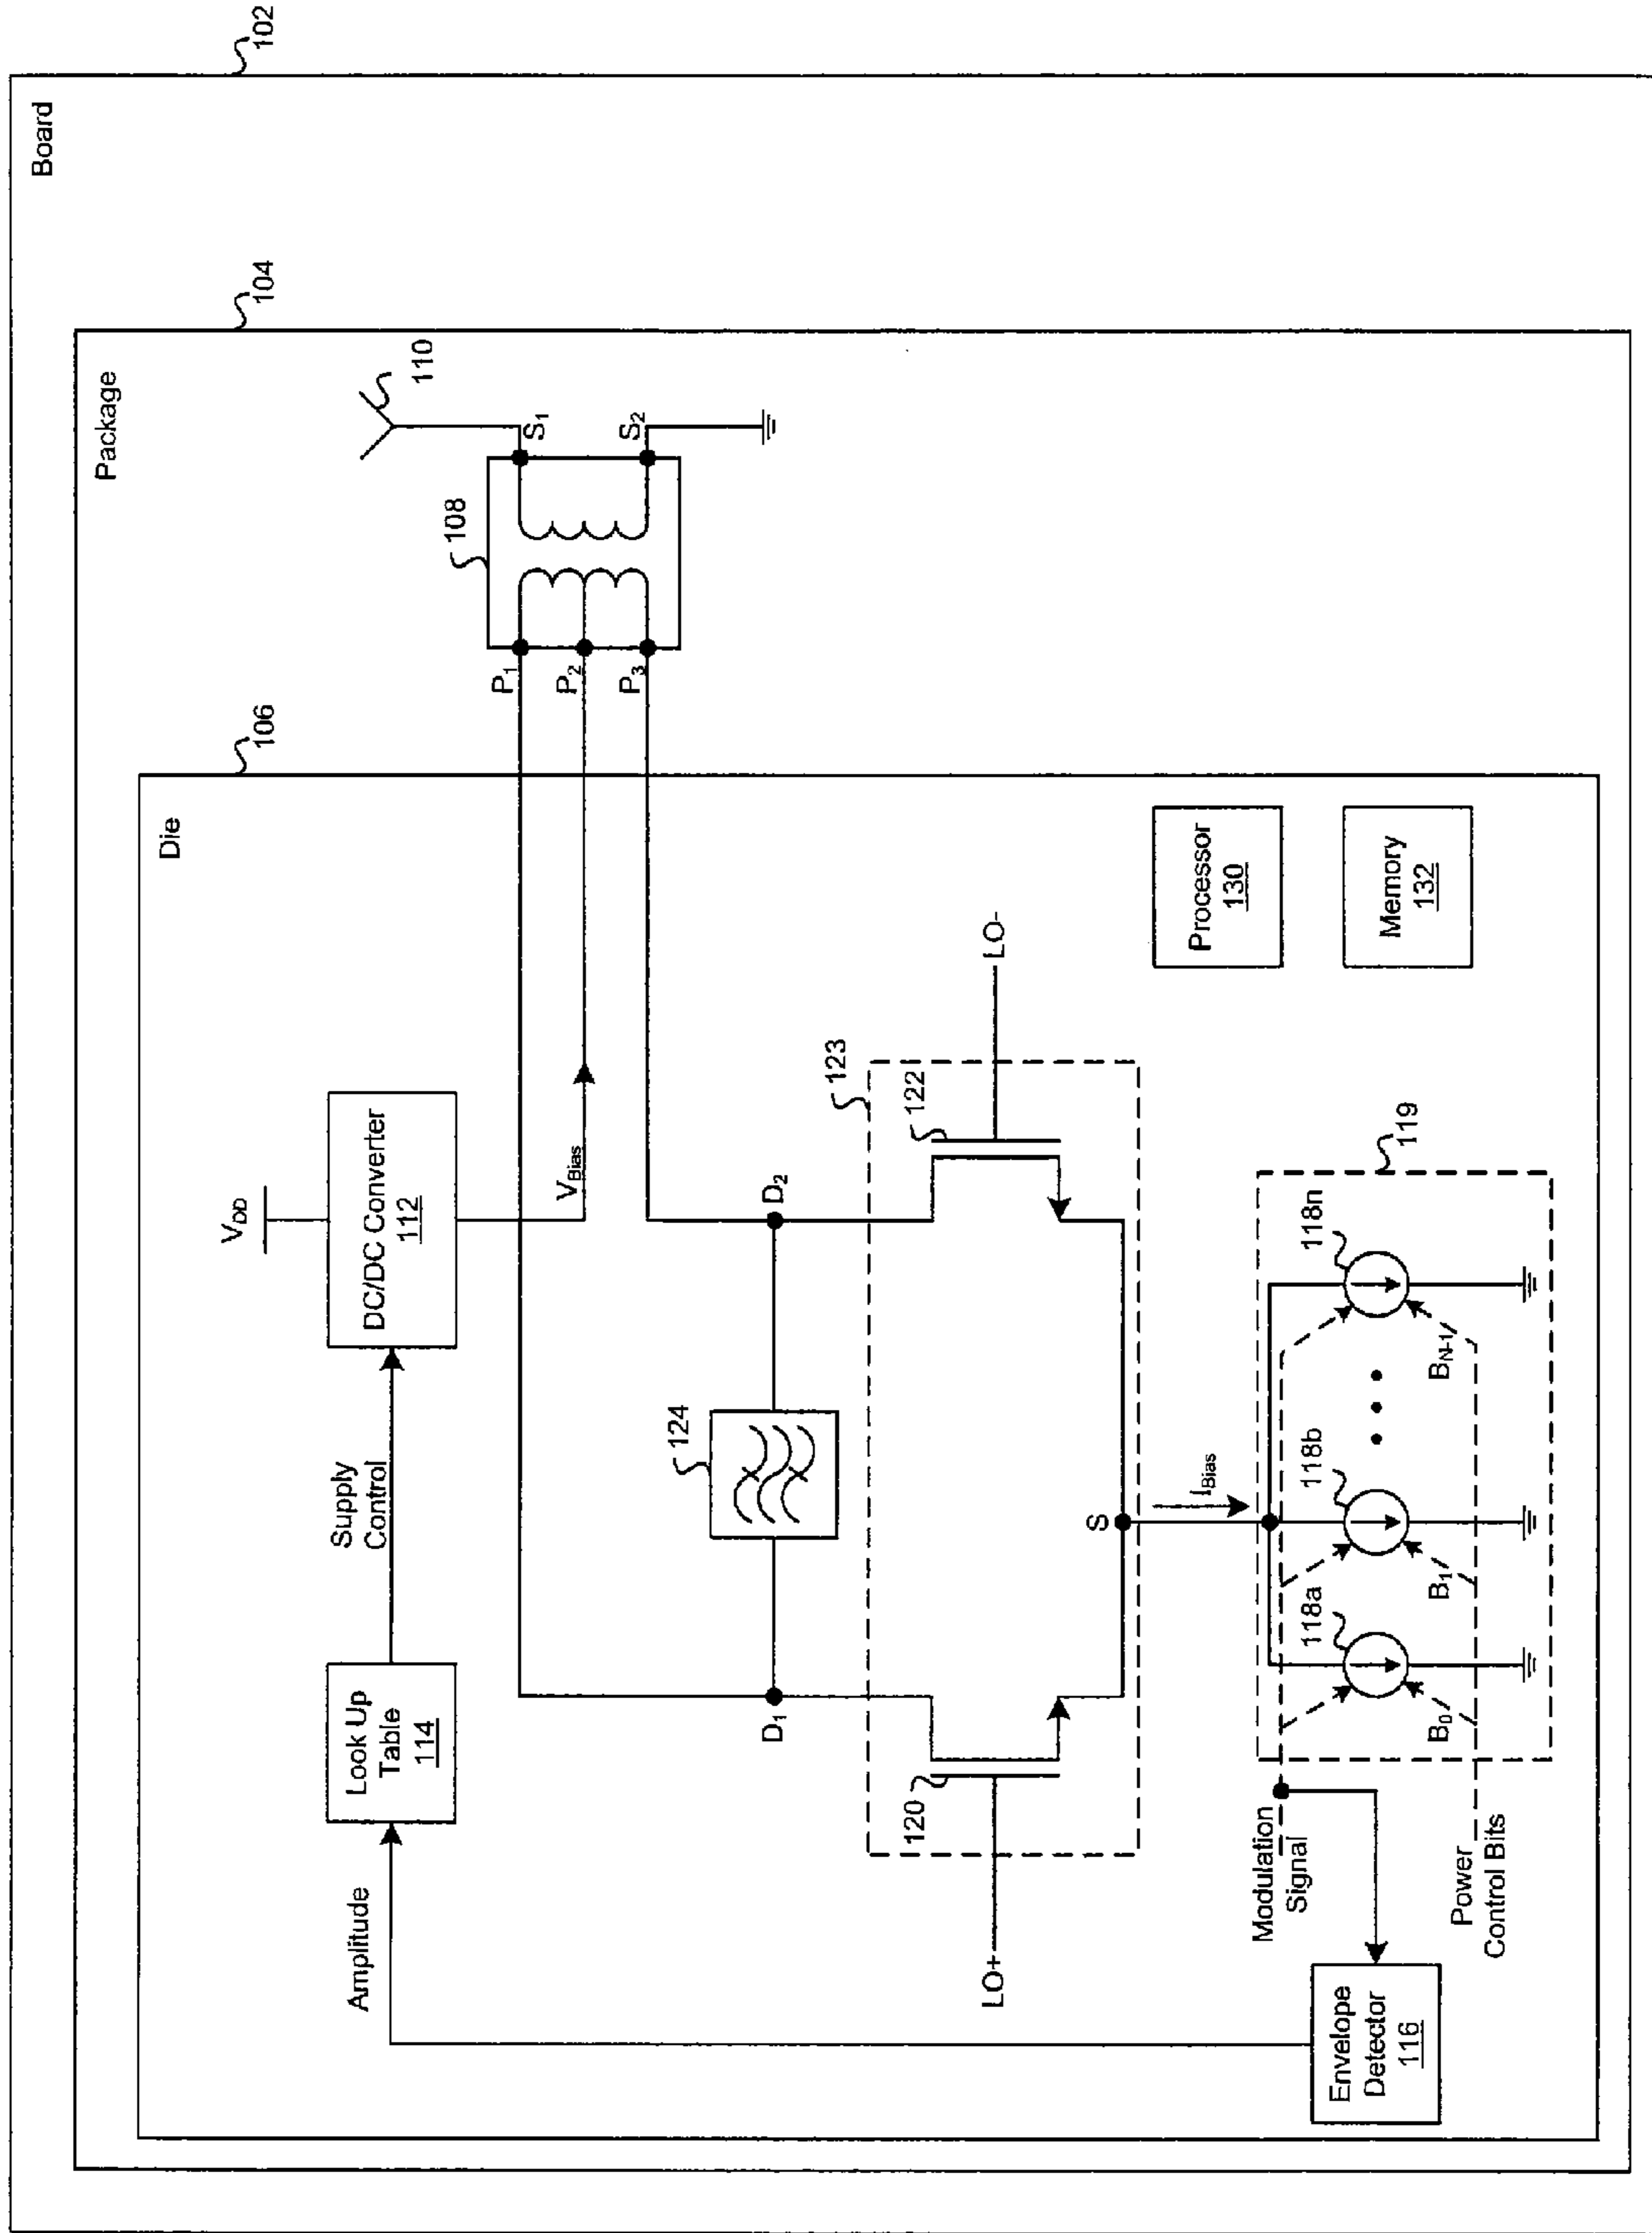 Board
102
Package
104
Die
106
110
108
S1
S2
P1
P2
P3
VDD
DC/DC Converter
112
Supply
Control
Look Up
Table
114
Amplitude
VBias
124
D1
D2
123
120
122
LO+
LO-
S
IBias
119
118a
118b
118n
B0
B1
BN-1
Modulation
Signal
Power
Control Bits
Envelope
Detector
116
Processor
130
Memory
132